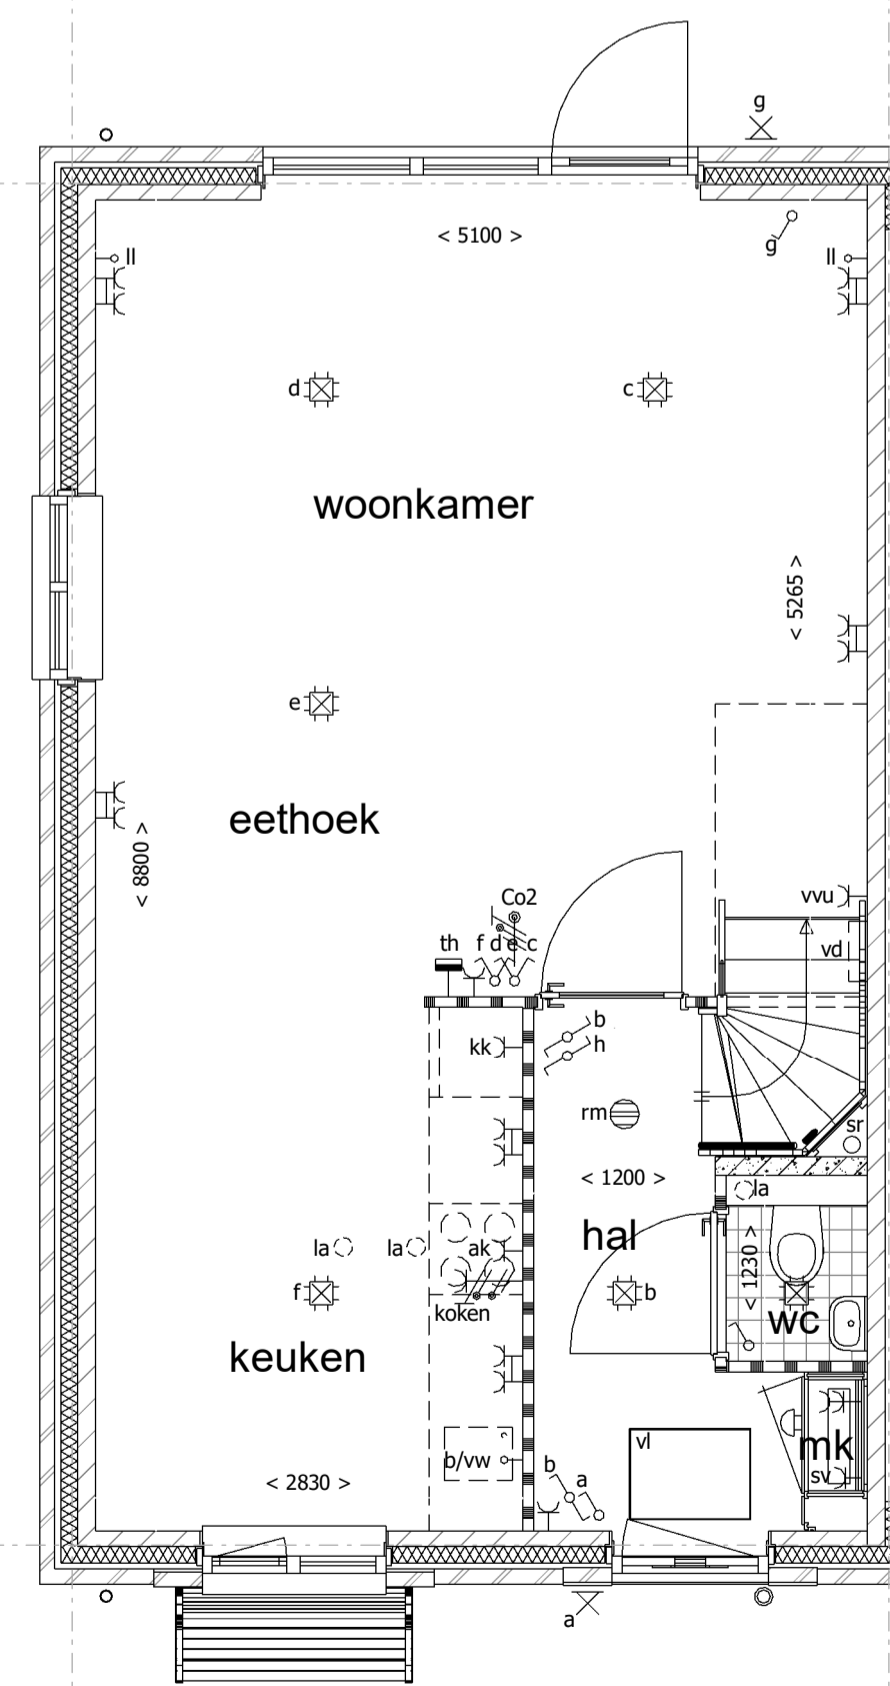 g
< 5100 >
g
ll
ll
d
c
woonkamer
< 5265 >
e
eethoek
< 8800 >
vvu
Co2
th
f d e c
vd
b
kk
h
rm
sr
< 1200 >
la
hal
la
la
ak
< 1230 >
f
b
koken
wc
keuken
vl
mk
b/vw
b
a
sv
< 2830 >
a